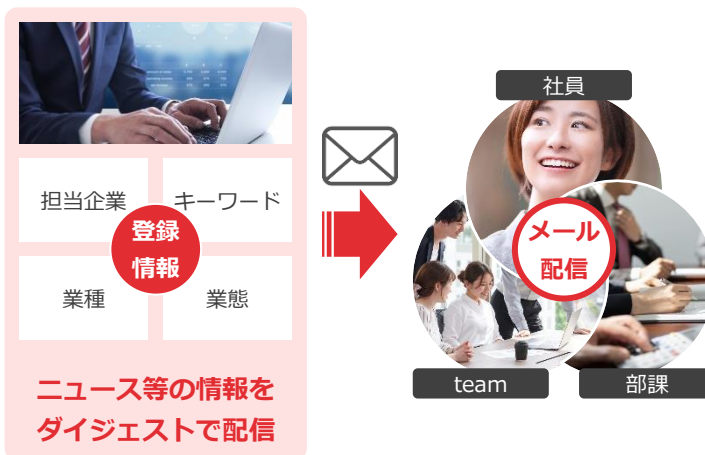 担当企業
キーワード
登録
情報
業種
業態
ニュース等の情報を
ダイジェストで配信
社員
メール
配信
team
部課